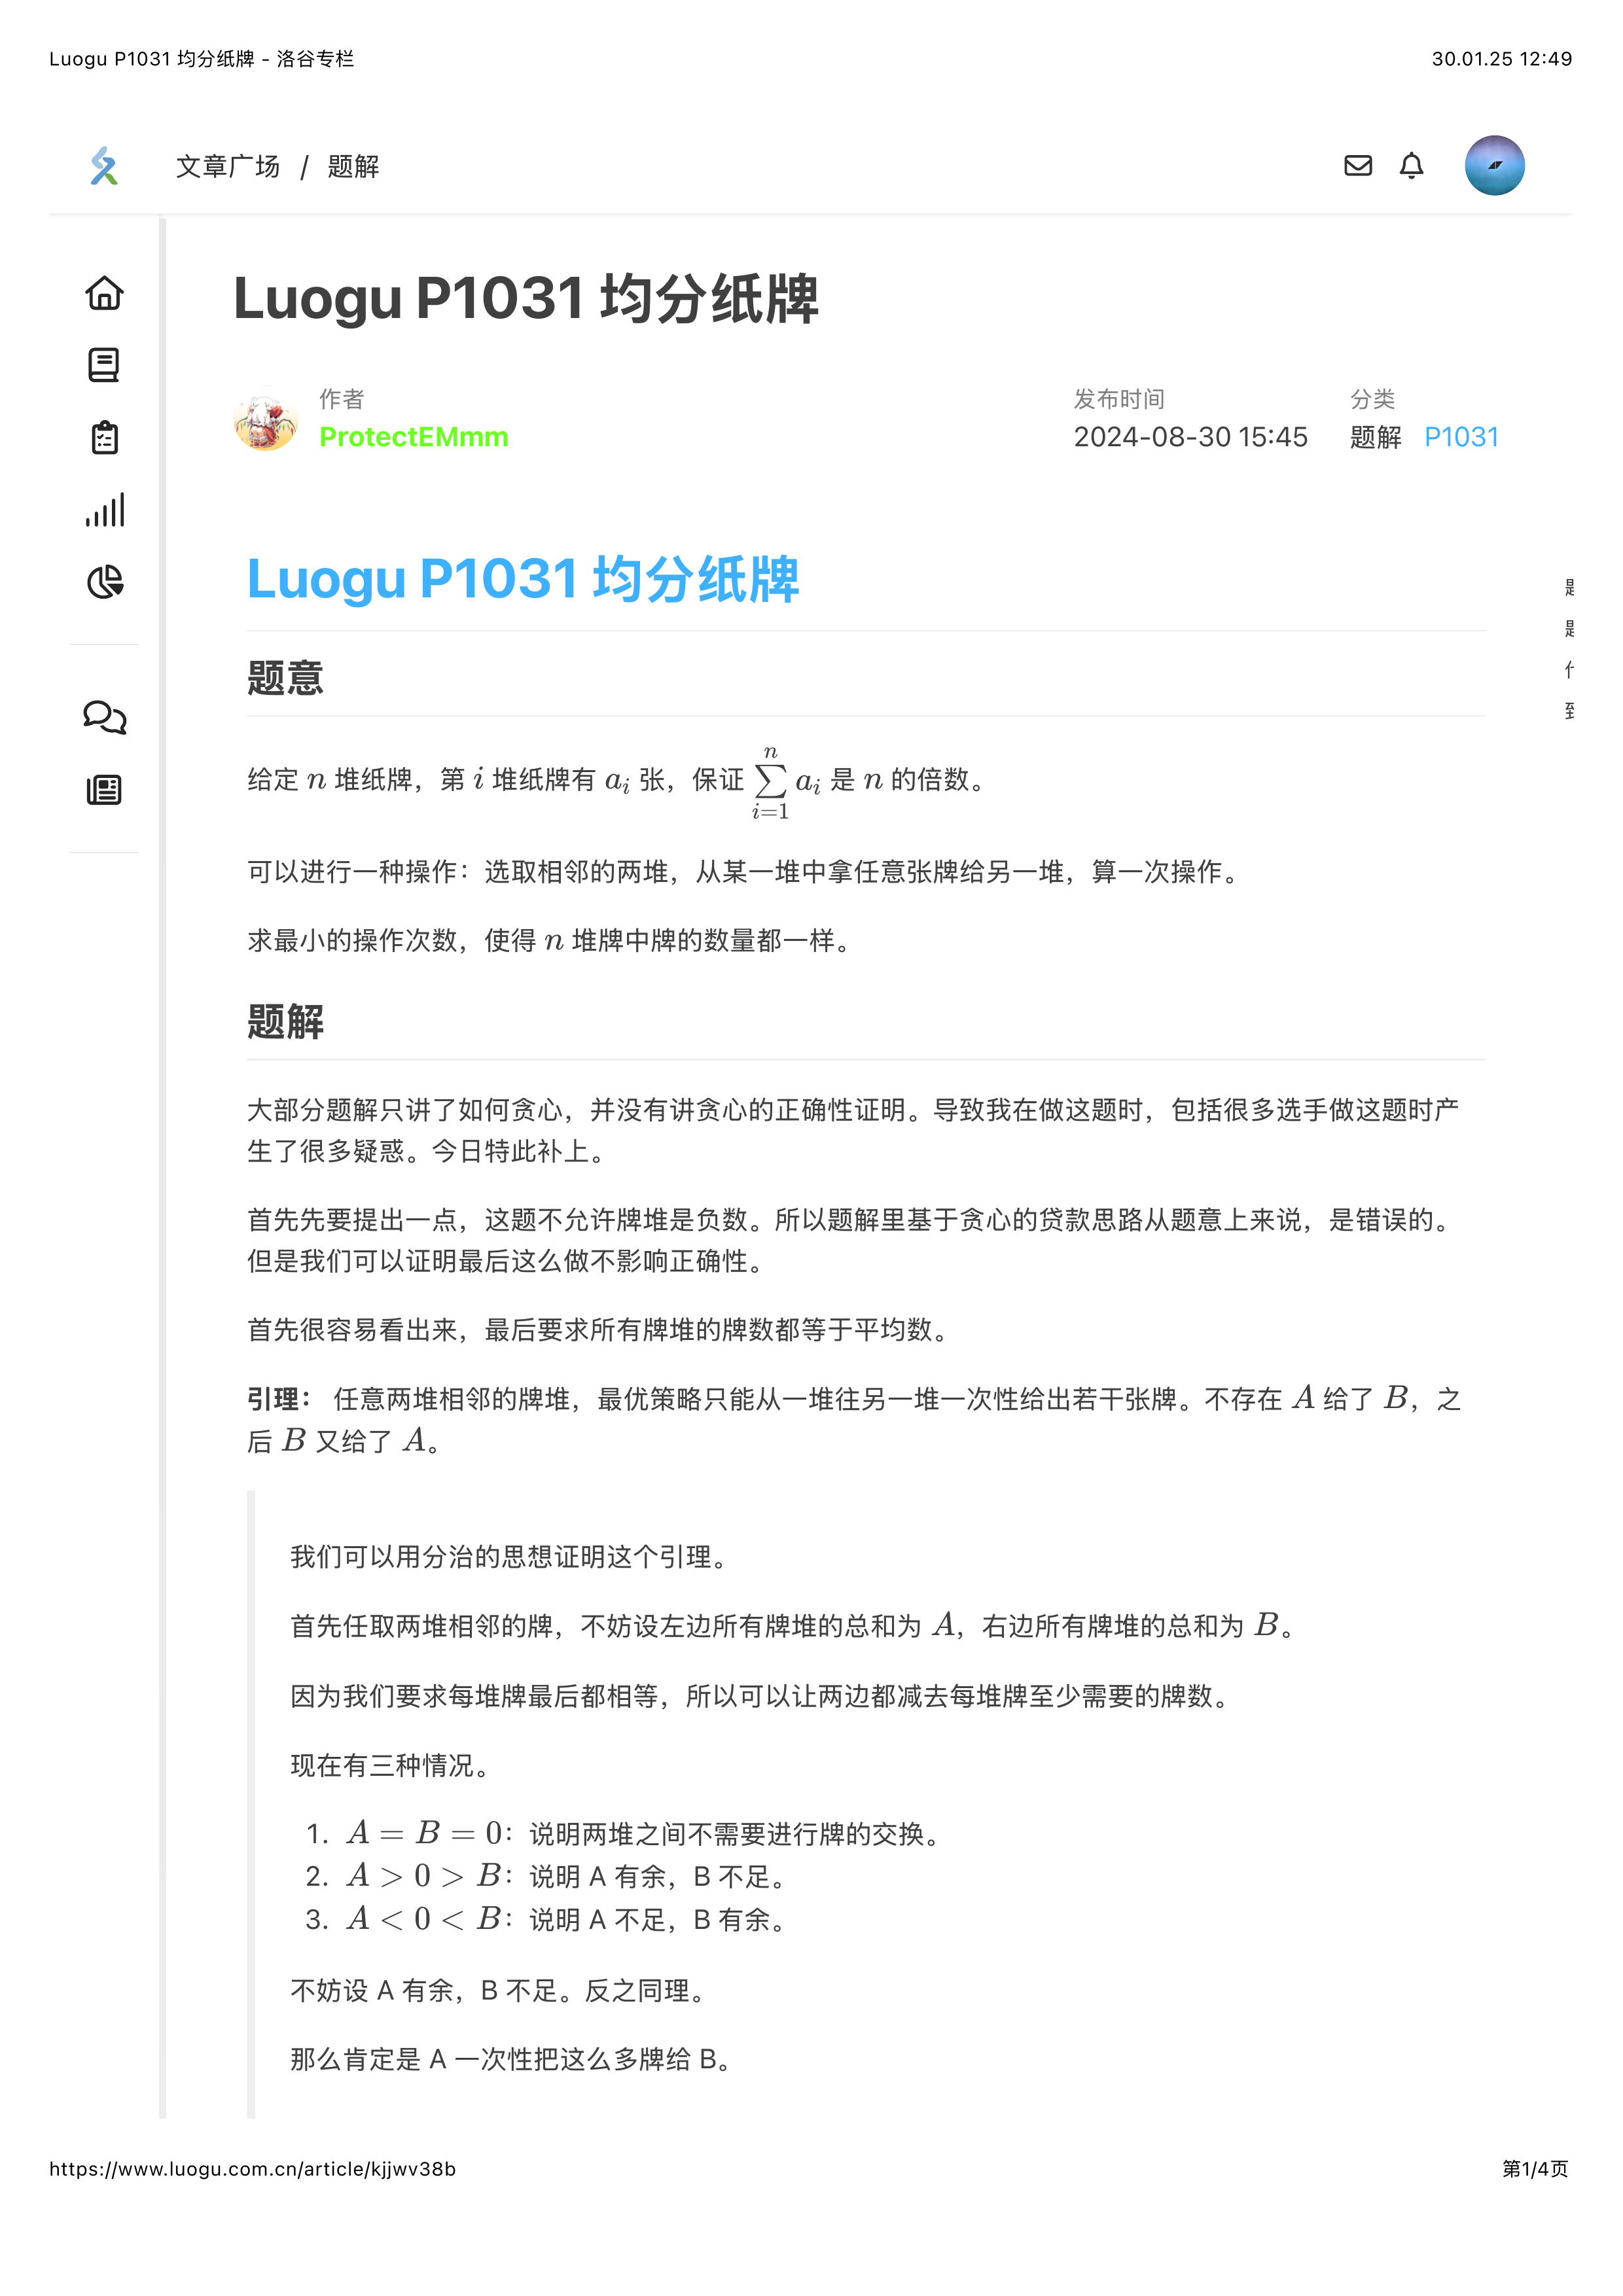 Luogu P1031 均分纸牌 - 洛谷专栏
30.01.25 12:49
文章广场 / 题解
Luogu P1031 均分纸牌
作者
ProtectEMmm
发布时间
2024-08-30 15:45
分类
题解 P1031
Luogu P1031 均分纸牌
题意
给定 n 堆纸牌，第 i 堆纸牌有 a_i 张，保证 \sum_{i=1}^{n} a_i 是 n 的倍数。
可以进行一种操作：选取相邻的两堆，从某一堆中拿任意张牌给另一堆，算一次操作。
求最小的操作次数，使得 n 堆牌中牌的数量都一样。
题解
大部分题解只讲了如何贪心，并没有讲贪心的正确性证明。导致我在做这题时，包括很多选手做这题时产
生了很多疑惑。今日特此补上。
首先先要提出一点，这题不允许牌堆是负数。所以题解里基于贪心的贷款思路从题意上来说，是错误的。
但是我们可以证明最后这么做不影响正确性。
首先很容易看出来，最后要求所有牌堆的牌数都等于平均数。
引理： 任意两堆相邻的牌堆，最优策略只能从一堆往另一堆一次性给出若干张牌。不存在 A 给了 B，之
后 B 又给了 A。
我们可以用分治的思想证明这个引理。
首先任取两堆相邻的牌，不妨设左边所有牌堆的总和为 A，右边所有牌堆的总和为 B。
因为我们要求每堆牌最后都相等，所以可以让两边都减去每堆牌至少需要的牌数。
现在有三种情况。
1. A = B = 0：说明两堆之间不需要进行牌的交换。
2. A > 0 > B：说明 A 有余，B 不足。
3. A < 0 < B：说明 A 不足，B 有余。
不妨设 A 有余，B 不足。反之同理。
那么肯定是 A 一次性把这么多牌给 B。
https://www.luogu.com.cn/article/kjjwv38b
第1/4页